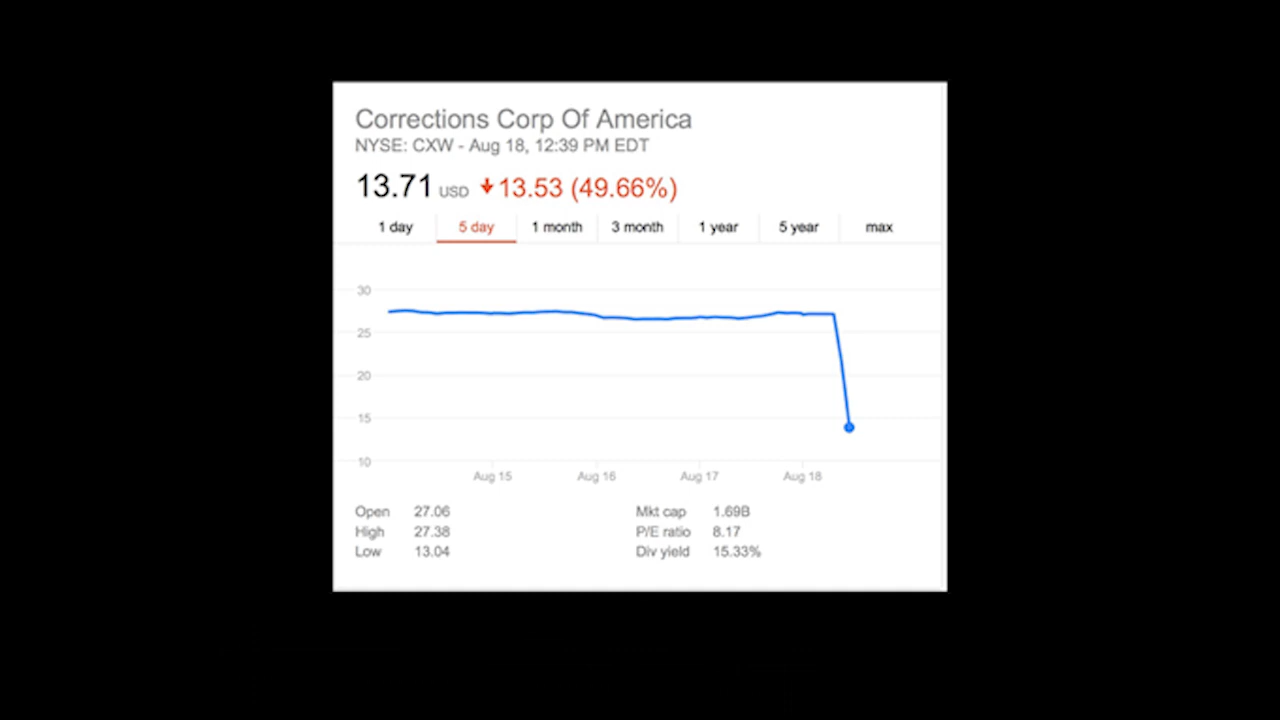 Corrections Corp Of America
NYSE: CXW - Aug 18, 12:39 PM EDT
13.71 USD 13.53 (49.66%)
1 day 5 day 1 month 3 month 1 year 5 year max
30
25
20
15
10
Aug 15 Aug 16 Aug 17 Aug 18
Open 27.06 Mkt cap 1.69B
High 27.38 P/E ratio 8.17
Low 13.04 Div yield 15.33%